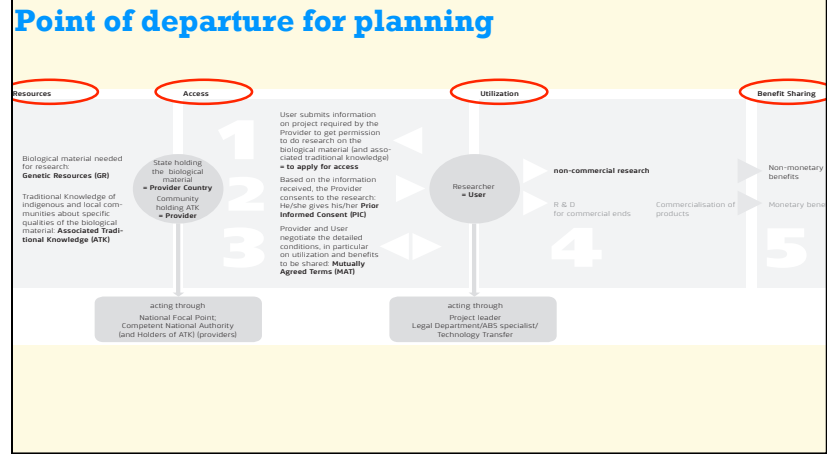 Point of departure for planning
Resources
Access
Utilization
Benefit Sharing
Biological material needed
for research:
Genetic Resources (GR)
Traditional Knowledge of
indigenous and local com-
munities about specific
qualities of the biological
material: Associated Tradi-
tional Knowledge (ATK)
State holding
the biological
material
= Provider Country
Community
holding ATK
= Provider
1
User submits information
on project required by the
Provider to get permission
to do research on the
biological material (and asso-
ciated traditional knowledge)
= to apply for access
2
Based on the information
received, the Provider
consents to the research:
He/she gives his/her Prior
Informed Consent (PIC)
3
Provider and User
negotiate the detailed
conditions, in particular
on utilization and benefits
to be shared: Mutually
Agreed Terms (MAT)
Researcher
= User
non-commercial research
R & D
for commercial ends
Commercialisation of
products
4
Non-monetary
benefits
Monetary bene
5
acting through
National Focal Point;
Competent National Authority
(and Holders of ATK) (providers)
acting through
Project leader
Legal Department/ABS specialist/
Technology Transfer